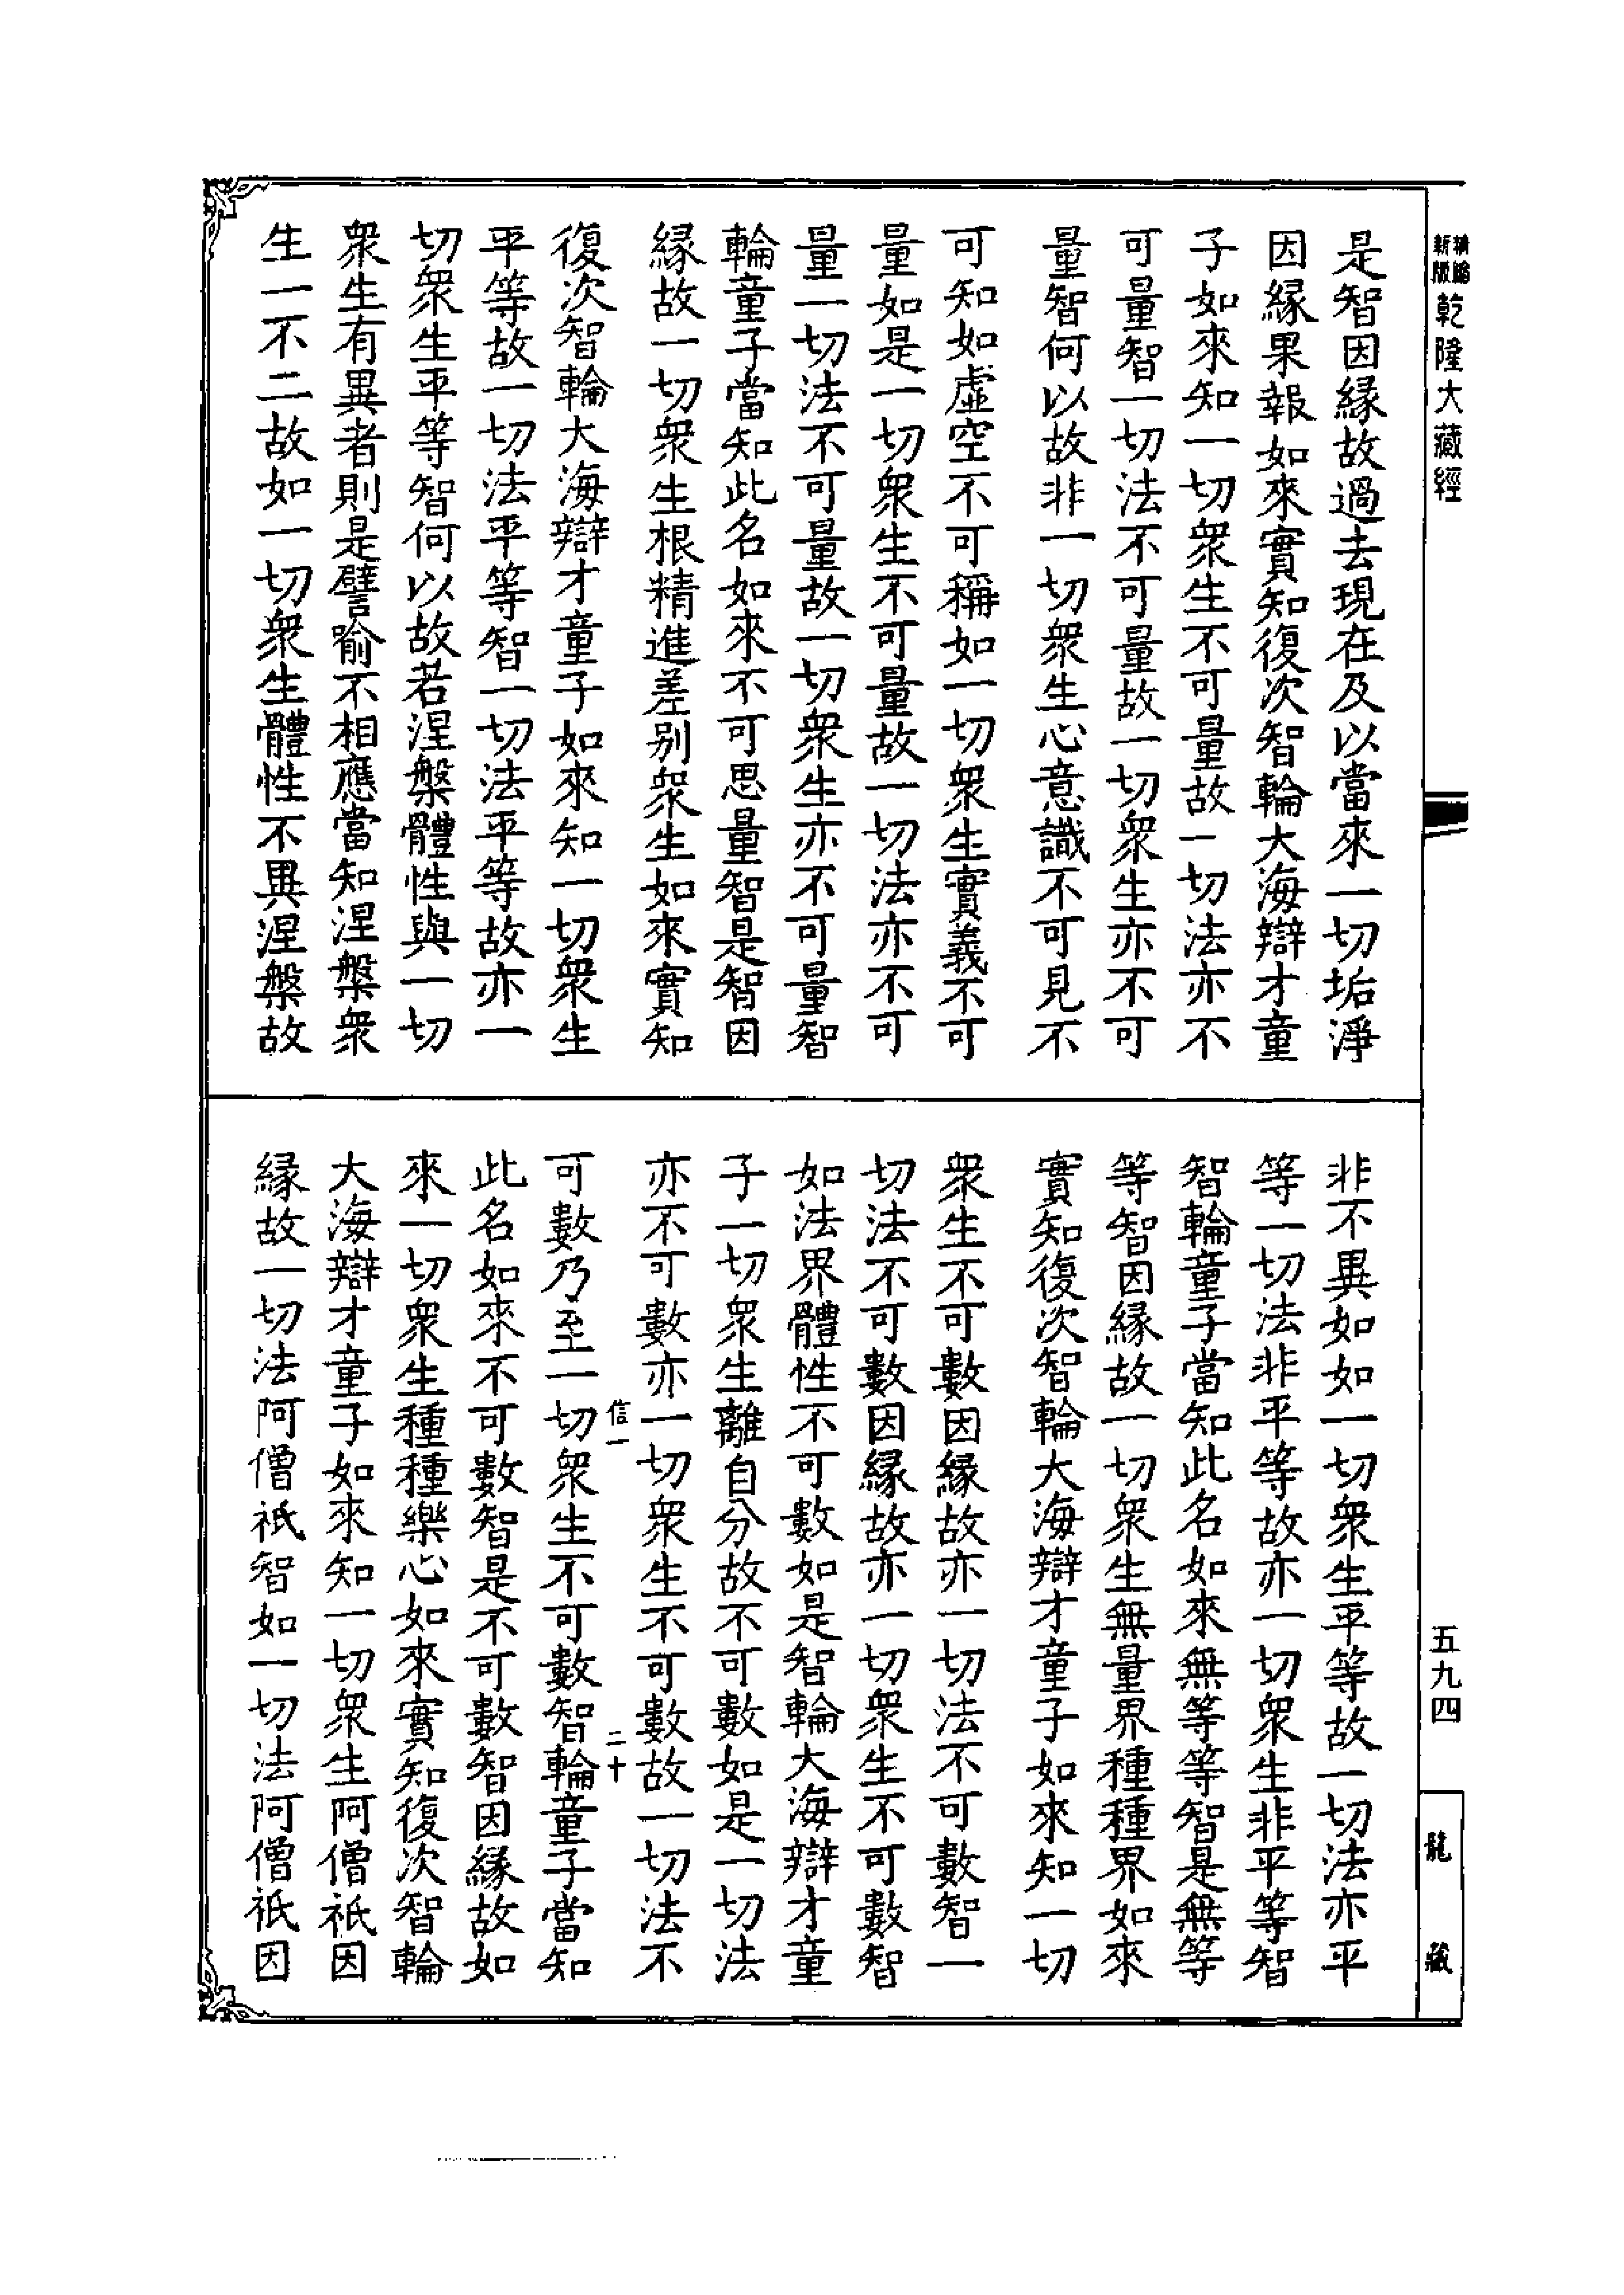 新編
新版
乾隆大藏經
是智因緣故過去現在及以當來一切垢淨
因緣果報如來實知復次智輪大海辯才童
子如來知一切衆生不可量故一切法亦不
可量智一切法不可量故一切衆生亦不可
量智何以故非一切衆生心意識不可見不
可知如虛空不可稱如一切衆生實義不可
量如是一切衆生不可量故一切法亦不可
量一切法不可量故一切衆生亦不可量智
輪童子當知此名如來不可思量智是智因
緣故一切衆生根精進差別衆生如來實知
復次智輪大海辯才童子如來知一切衆生
平等故一切法平等智一切法平等故亦一
切衆生平等智何以故若涅槃體性與一切
衆生有異者則是譬喻不相應當知涅槃衆
生一不二故如一切衆生體性不異涅槃故
非不異如如一切衆生平等故一切法亦平
等一切法非平等故亦一切衆生非平等智
智輪童子當知此名如來無等等智是無等
等智因緣故一切衆生無量界種種界如來
實知復次智輪大海辯才童子如來知一切
衆生不可數因緣故亦一切法不可數智一
切法不可數因緣故亦一切衆生不可數智
如法界體性不可數如是智輪大海辯才童
子一切衆生離自分故不可數如是一切法
亦不可數亦一切衆生不可數故一切法不
信一
二十
可數乃至一切衆生不可數智輪童子當知
此名如來不可數智是不可數智因緣故如
來一切衆生種種樂心如來實知復次智輪
大海辯才童子如來知一切衆生阿僧祇因
緣故一切法阿僧祇智如一切法阿僧祇因
五九四
龍藏